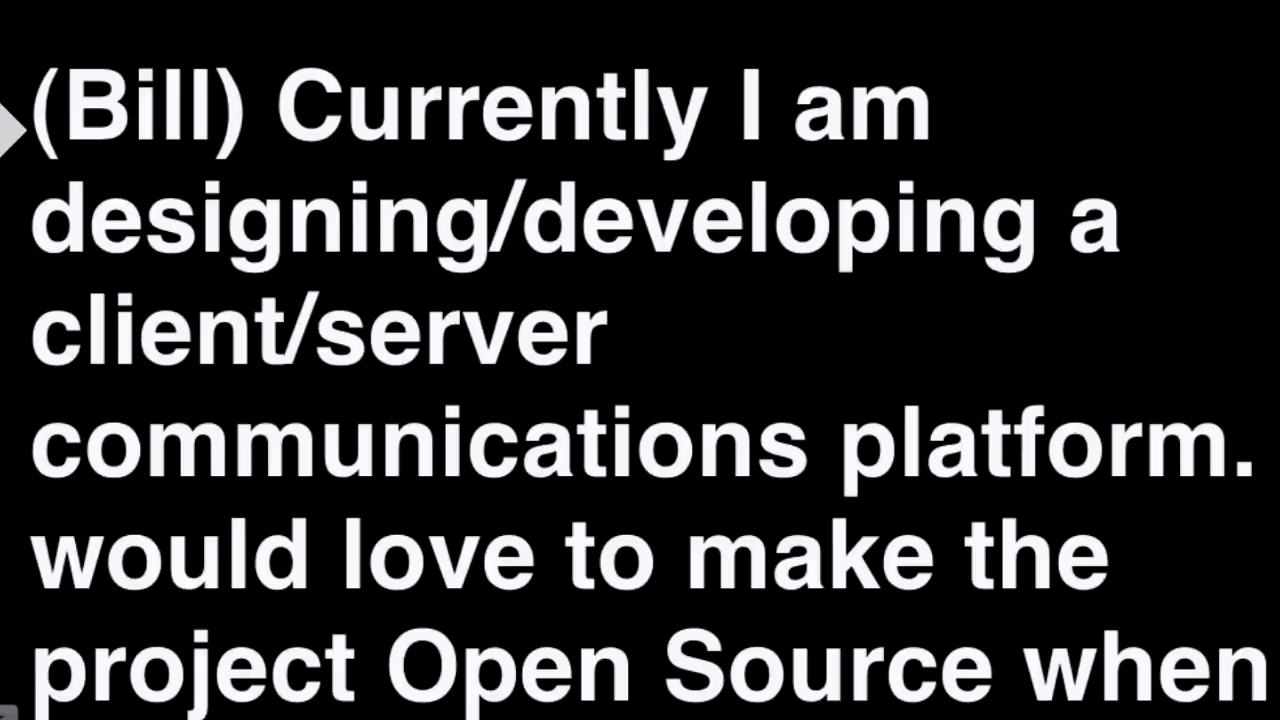 (Bill) Currently I am
designing/developing a
client/server
communications platform.
would love to make the
project Open Source when